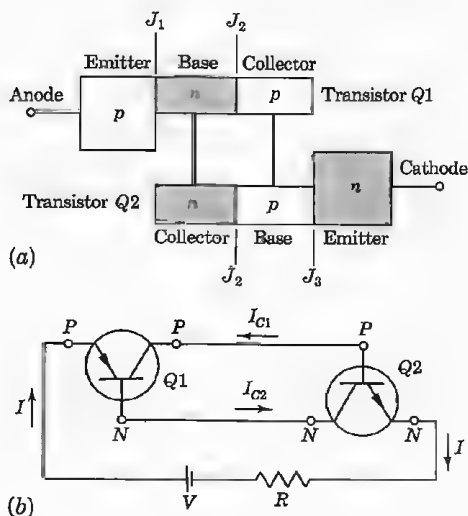 (a)
J1 J2
Emitter Base Collector
Anode
p n p Transistor Q1
Cathode
Transistor Q2 n p n
Collector Base Emitter
J2 J3
(b)
IC1
P P P
Q1 Q2
I
IC2
N N N
I
V R